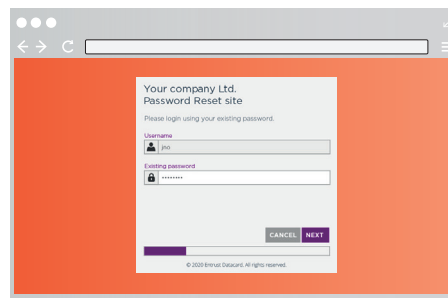 Your company Ltd.
Password Reset site
Please login using your existing password.
Username
jno
Existing password
********
CANCEL NEXT
© 2020 Entrust Datacard. All rights reserved.